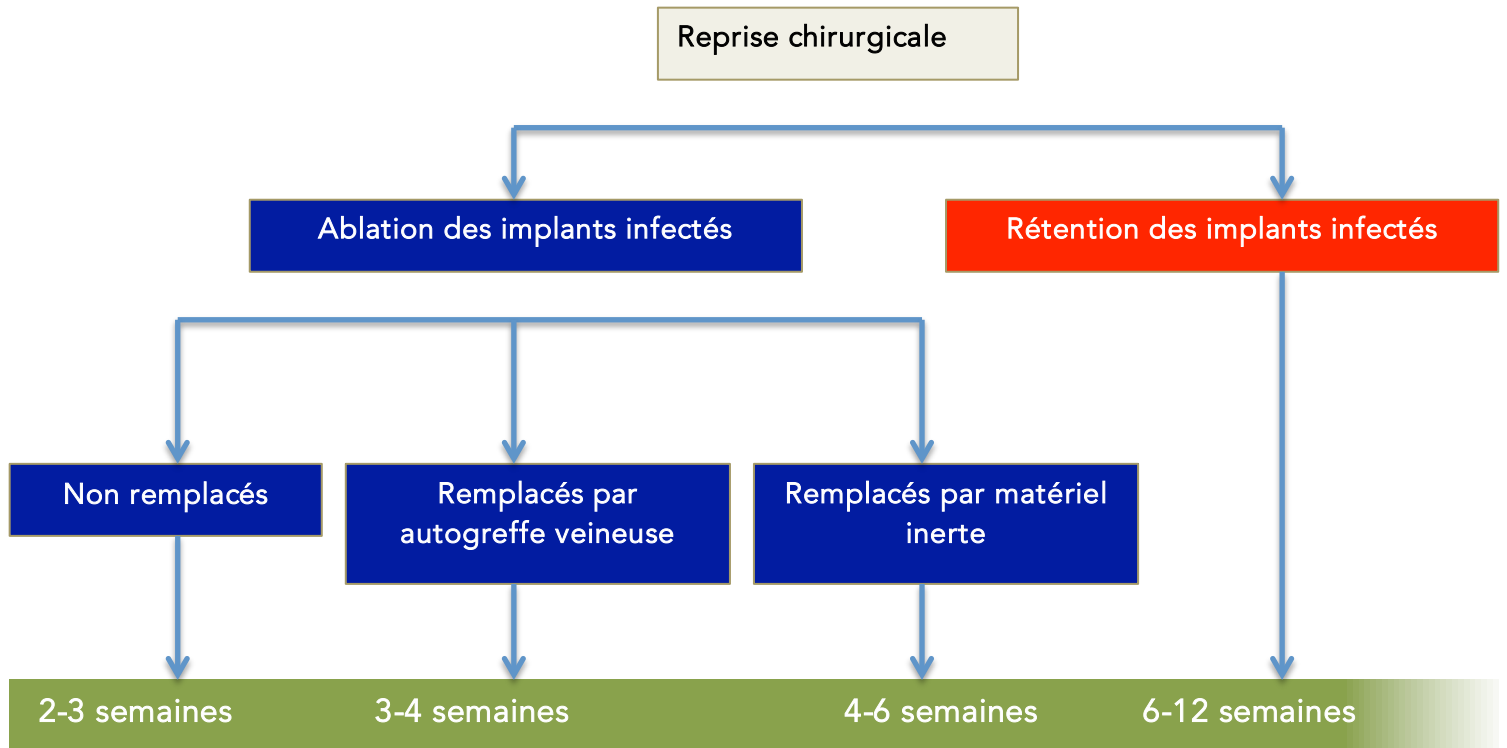 Reprise chirurgicale
Ablation des implants infectés
Rétention des implants infectés
Non remplacés
Remplacés par
autogreffe veineuse
Remplacés par matériel
inerte
2-3 semaines
3-4 semaines
4-6 semaines
6-12 semaines